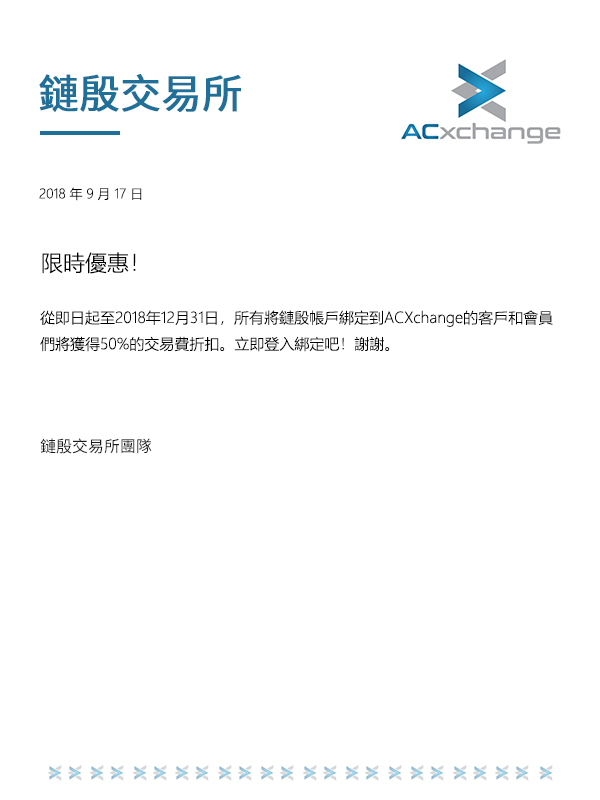 鏈殷交易所
ACxchange
2018 年 9 月 17 日
限時優惠！
從即日起至2018年12月31日，所有將鏈殷帳戶綁定到ACXchange的客戶和會員
們將獲得50%的交易費折扣。立即登入綁定吧！謝謝。
鏈殷交易所團隊